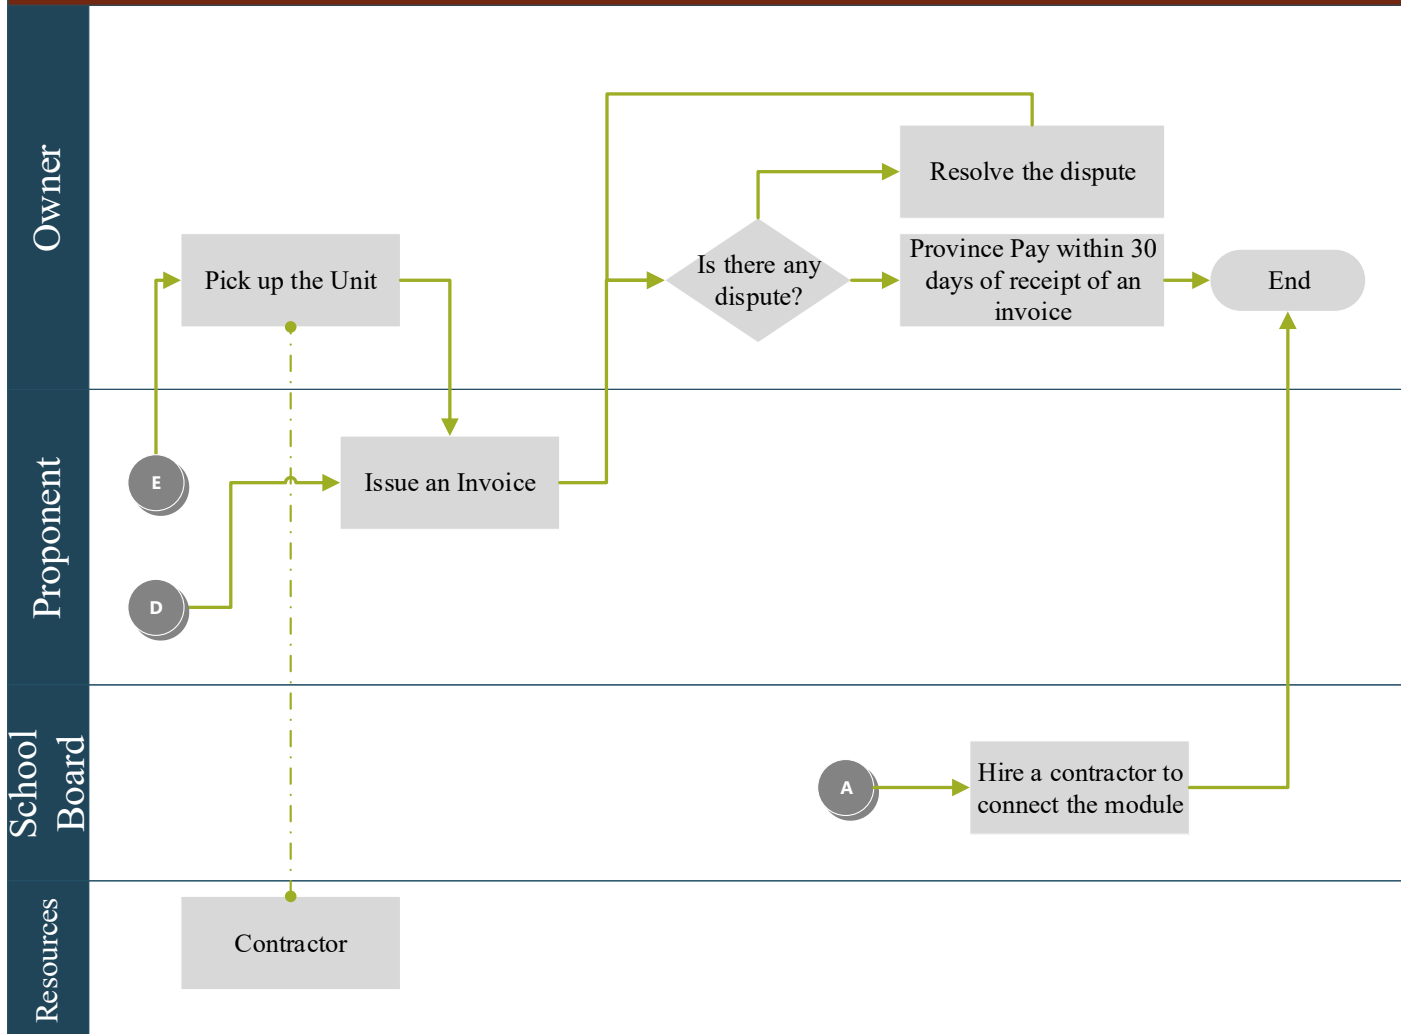 Owner
Resolve the dispute
Pick up the Unit
Is there any
dispute?
Province Pay within 30
days of receipt of an
invoice
End
Proponent
E
Issue an Invoice
D
School
Board
A
Hire a contractor to
connect the module
Resources
Contractor